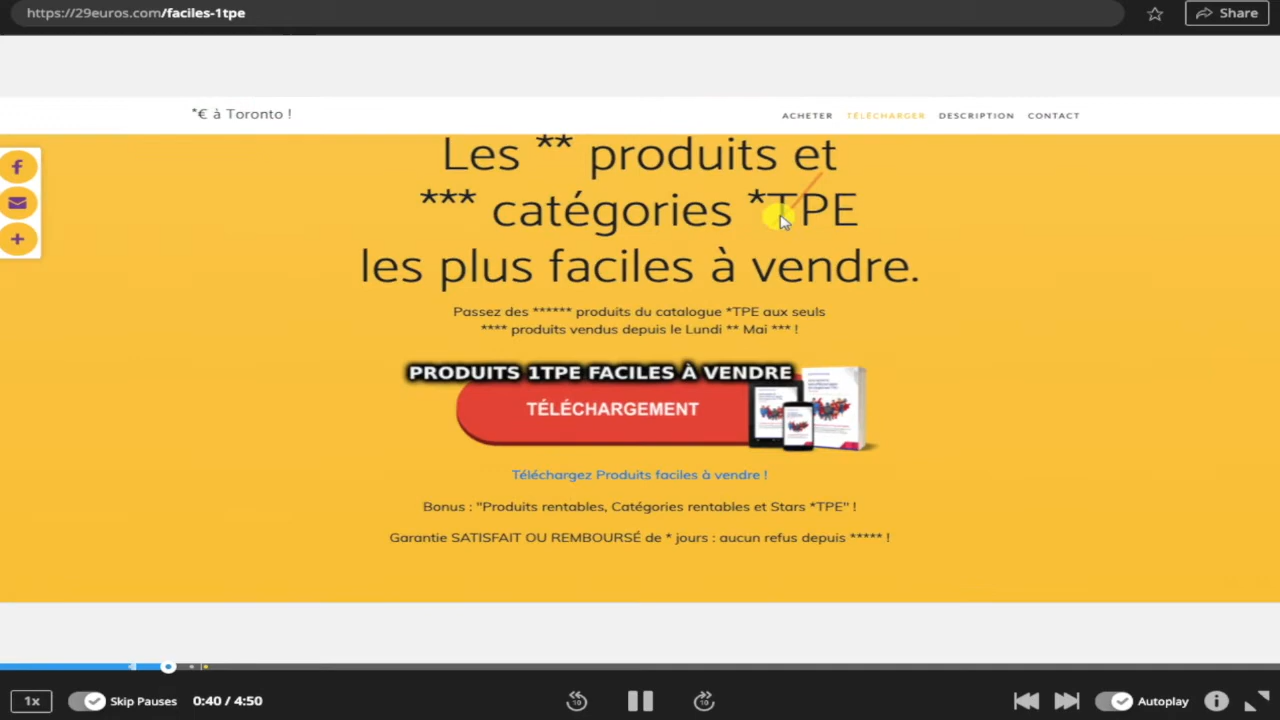 https://29euros.com/faciles-1tpe
Share
*€ à Toronto !
ACHETER TÉLÉCHARGER DESCRIPTION CONTACT
Les ** produits et
*** catégories *TPE
les plus faciles à vendre.
Passez des ****** produits du catalogue *TPE aux seuls
**** produits vendus depuis le Lundi ** Mai *** !
PRODUITS 1TPE FACILES À VENDRE
TÉLÉCHARGEMENT
Téléchargez Produits faciles à vendre !
Bonus : "Produits rentables, Catégories rentables et Stars *TPE" !
Garantie SATISFAIT OU REMBOURSÉ de * jours : aucun refus depuis ***** !
1x Skip Pauses 0:40 / 4:50 10 10 Autoplay